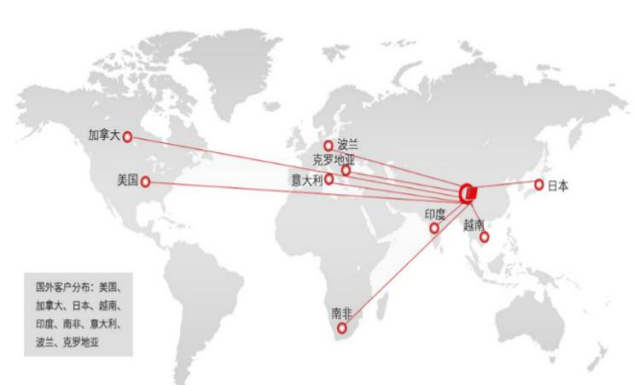 加拿大
波兰
克罗地亚
美国
意大利
日本
印度
越南
南非
国外客户分布：美国、
加拿大、日本、越南、
印度、南非、意大利、
波兰、克罗地亚